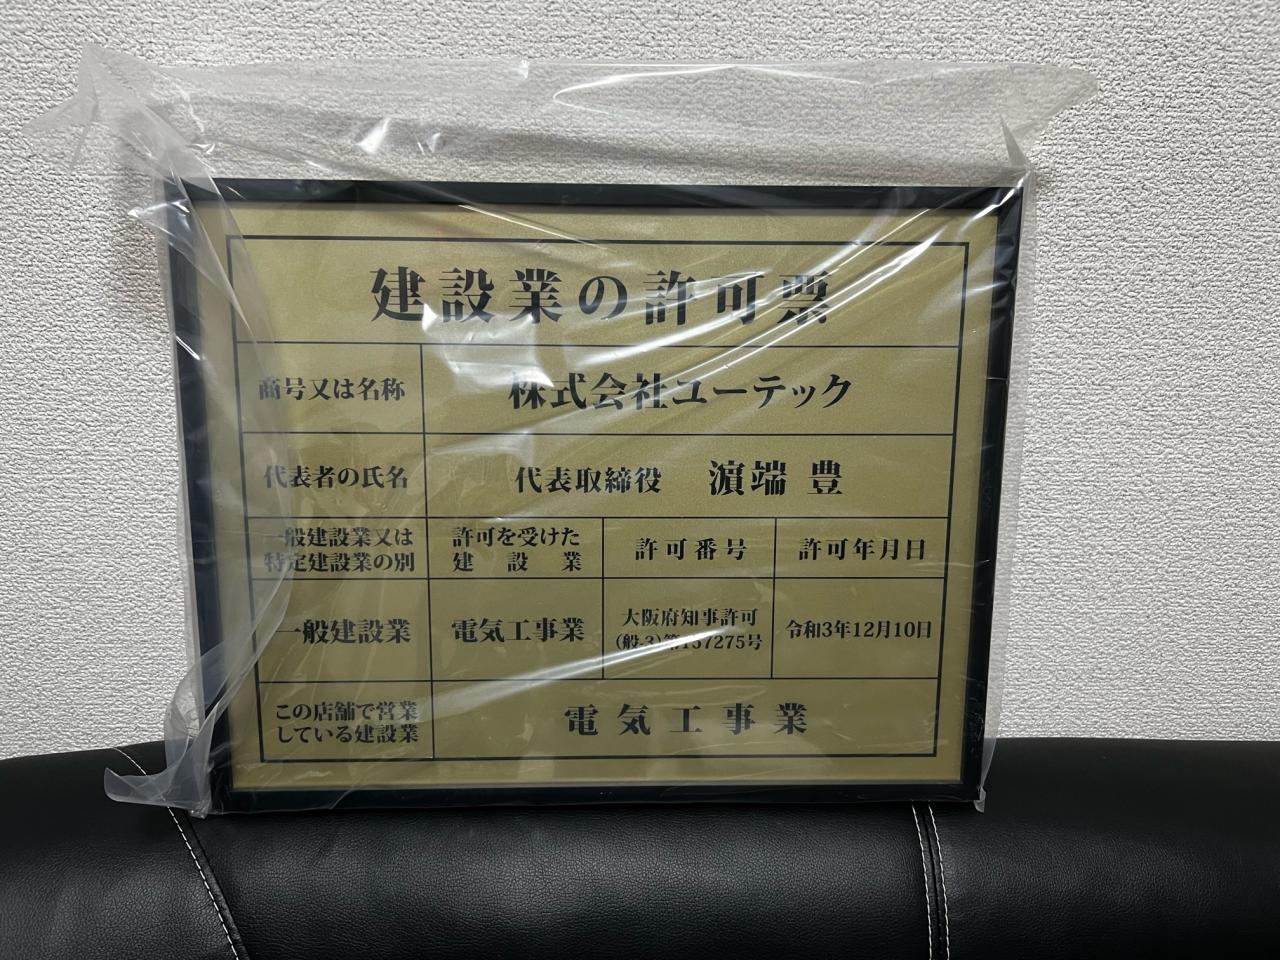 建設業の許可票
商号又は名称 株式会社ユーテック
代表者の氏名 代表取締役 濵端 豊
一般建設業又は
特定建設業の別
許可を受けた
建設業
許可番号
許可年月日
一般建設業
電気工事業
大阪府知事許可
(般-3)第157275号
令和3年12月10日
この店舗で営業
している建設業
電気工事業